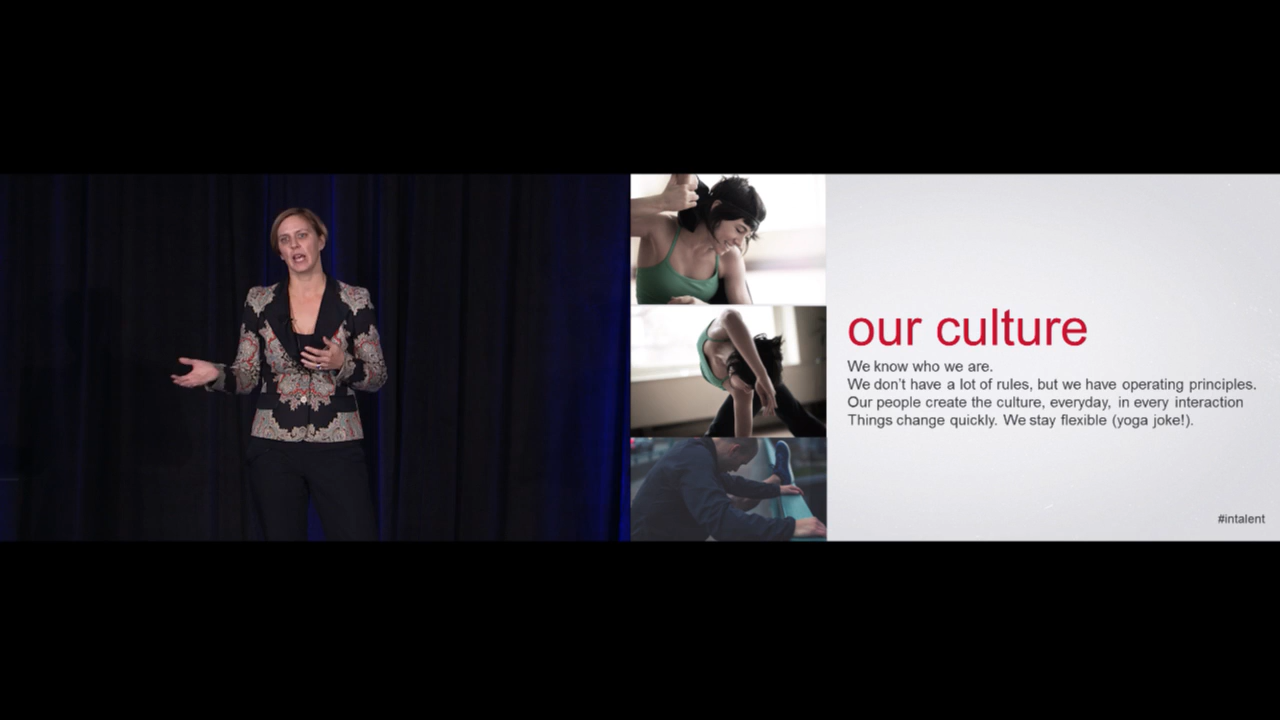 our culture
We know who we are.
We don't have a lot of rules, but we have operating principles.
Our people create the culture, everyday, in every interaction
Things change quickly. We stay flexible (yoga joke!).
#intalent